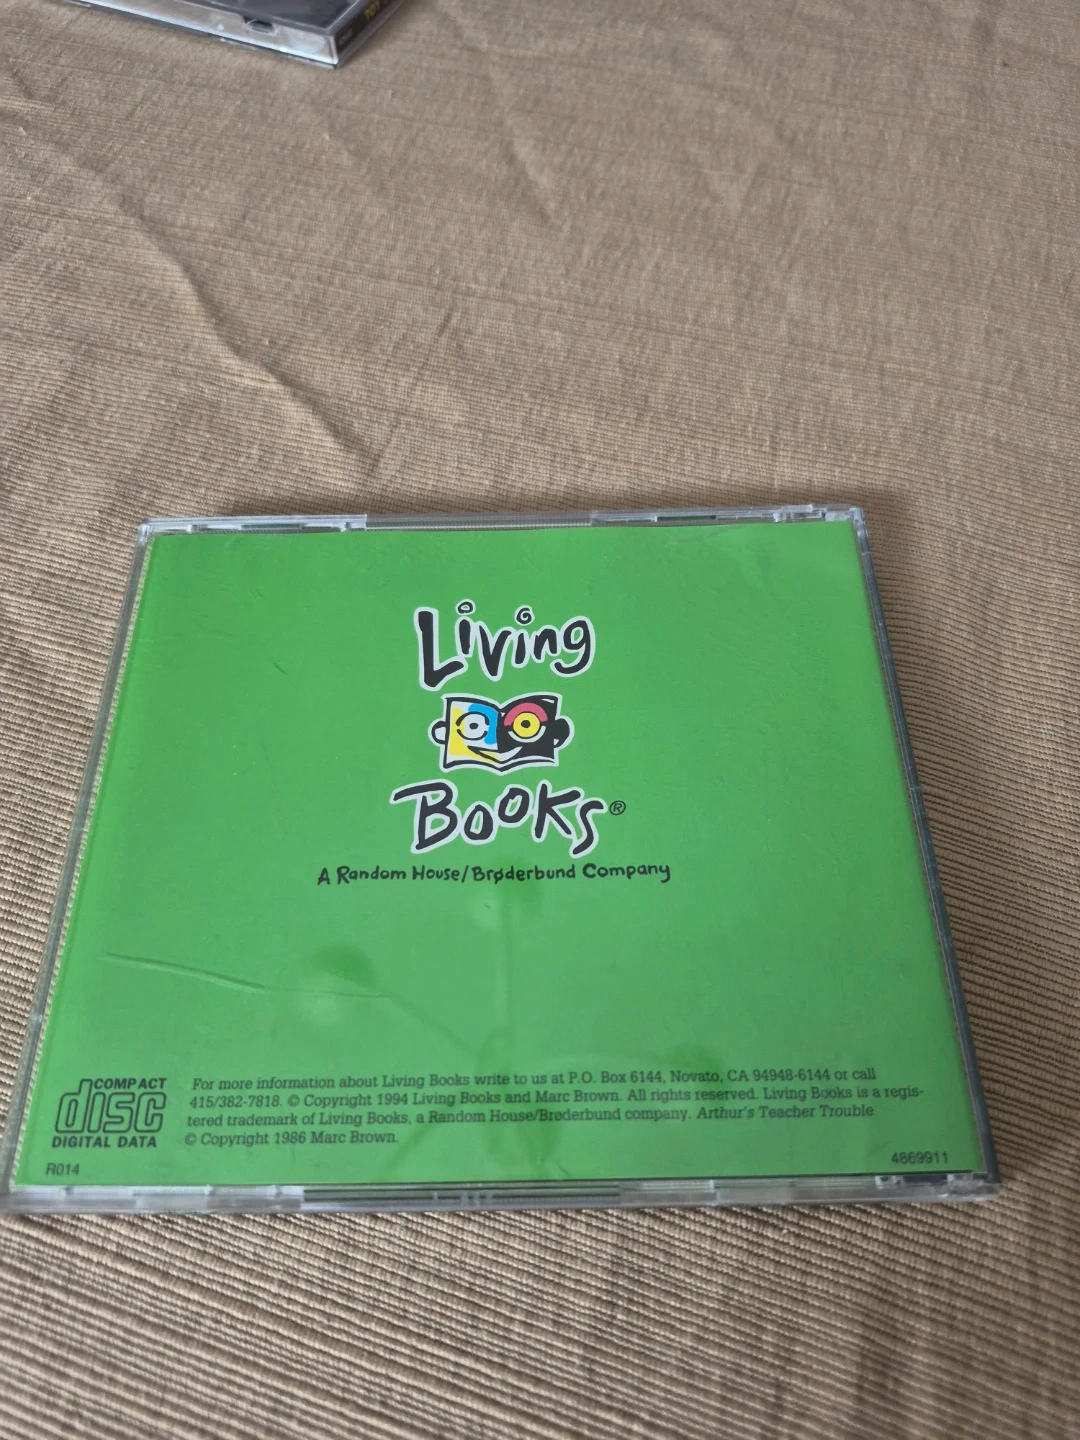 Living
Books®
A Random House/Brøderbund Company
COMPACT
disc
DIGITAL DATA
For more information about Living Books write to us at P.O. Box 6144, Novato, CA 94948-6144 or call
415/382-7818. © Copyright 1994 Living Books and Marc Brown. All rights reserved. Living Books is a regis-
tered trademark of Living Books, a Random House/Brøderbund company. Arthur's Teacher Trouble
© Copyright 1986 Marc Brown.
R014
4869911